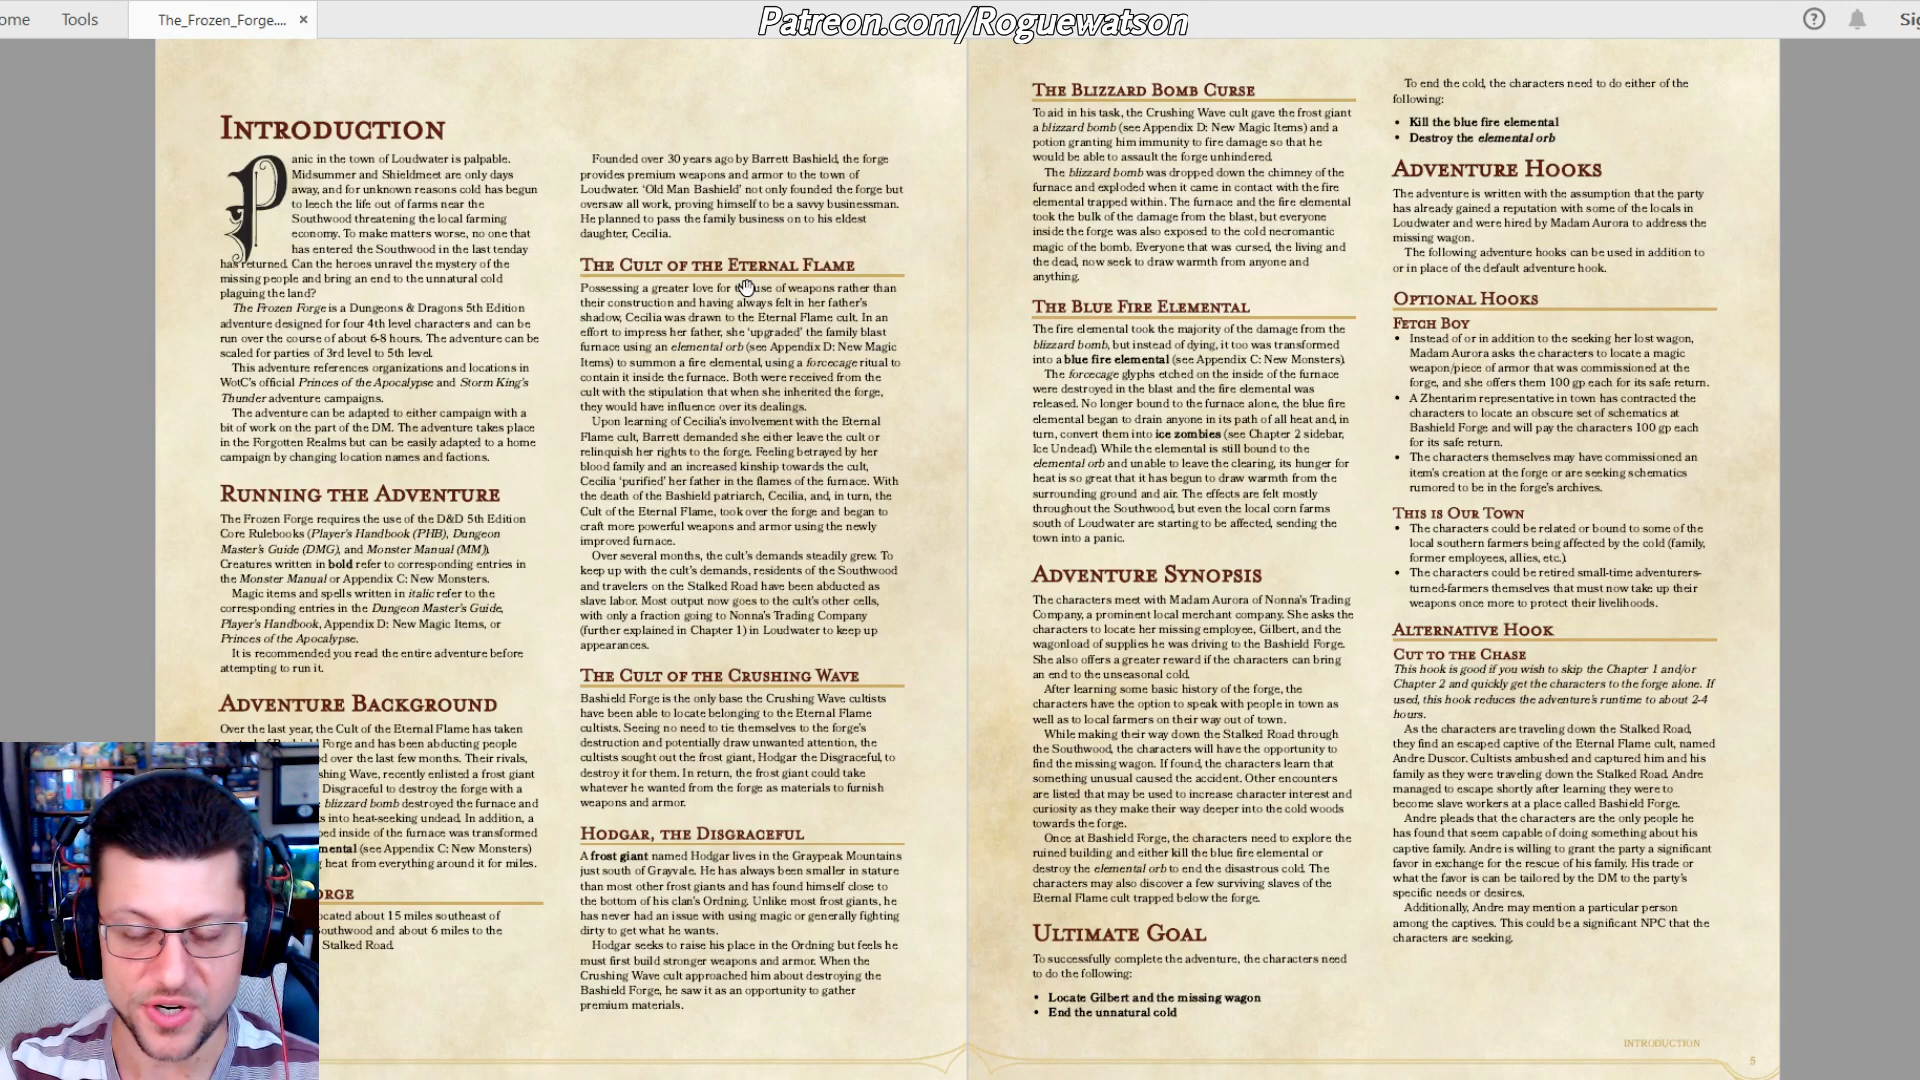 ome
Tools
The_Frozen_Forge....
×
Patreon.com/Roguewatson
?
Sig
Introduction
Panic in the town of Loudwater is palpable.
Midsummer and Shieldmeet are only days
away, and for unknown reasons cold has begun
to leech the life out of farms near the
Southwood threatening the local farming
economy. To make matters worse, no one that
has entered the Southwood in the last tenday
has returned. Can the heroes unravel the mystery of the
missing people and bring an end to the unnatural cold
plaguing the land?
The Frozen Forge is a Dungeons & Dragons 5th Edition
adventure designed for four 4th level characters and can be
run over the course of about 6-8 hours. The adventure can be
scaled for parties of 3rd level to 5th level.
This adventure references organizations and locations in
WotC's official Princes of the Apocalypse and Storm King's
Thunder adventure campaigns.
The adventure can be adapted to either campaign with a
bit of work on the part of the DM. The adventure takes place
in the Forgotten Realms but can be easily adapted to a home
campaign by changing location names and factions.
Running the Adventure
The Frozen Forge requires the use of the D&D 5th Edition
Core Rulebooks (Player's Handbook (PHB), Dungeon
Master's Guide (DMG), and Monster Manual (MM)).
Creatures written in bold refer to corresponding entries in
the Monster Manual or Appendix C: New Monsters.
Magic items and spells written in italic refer to the
corresponding entries in the Dungeon Master's Guide,
Player's Handbook, Appendix D: New Magic Items, or
Princes of the Apocalypse.
It is recommended you read the entire adventure before
attempting to run it.
Adventure Background
Over the last year, the Cult of the Eternal Flame has taken
Forge and has been abducting people
d over the last few months. Their rivals,
shing Wave, recently enlisted a frost giant
Disgraceful to destroy the forge with a
blizzard bomb destroyed the furnace and
s into heat-seeking undead. In addition, a
ped inside of the furnace was transformed
mental (see Appendix C: New Monsters)
heat from everything around it for miles.
orge
ocated about 15 miles southeast of
outhwood and about 6 miles to the
Stalked Road.
Founded over 30 years ago by Barrett Bashield, the forge
provides premium weapons and armor to the town of
Loudwater. 'Old Man Bashield' not only founded the forge but
oversaw all work, proving himself to be a savvy businessman.
He planned to pass the family business on to his eldest
daughter, Cecilia.
The Cult of the Eternal Flame
Possessing a greater love for use of weapons rather than
their construction and having always felt in her father's
shadow, Cecilia was drawn to the Eternal Flame cult. In an
effort to impress her father, she 'upgraded' the family blast
furnace using an elemental orb (see Appendix D: New Magic
Items) to summon a fire elemental, using a forcecage ritual to
contain it inside the furnace. Both were received from the
cult with the stipulation that when she inherited the forge,
they would have influence over its dealings.
Upon learning of Cecilia's involvement with the Eternal
Flame cult, Barrett demanded she either leave the cult or
relinquish her rights to the forge. Feeling betrayed by her
blood family and an increased kinship towards the cult,
Cecilia 'purified' her father in the flames of the furnace. With
the death of the Bashield patriarch, Cecilia, and, in turn, the
Cult of the Eternal Flame, took over the forge and began to
craft more powerful weapons and armor using the newly
improved furnace.
Over several months, the cult's demands steadily grew. To
keep up with the cult's demands, residents of the Southwood
and travelers on the Stalked Road have been abducted as
slave labor. Most output now goes to the cult's other cells,
with only a fraction going to Nonna's Trading Company
(further explained in Chapter 1) in Loudwater to keep up
appearances.
The Cult of the Crushing Wave
Bashield Forge is the only base the Crushing Wave cultists
have been able to locate belonging to the Eternal Flame
cultists. Seeing no need to tie themselves to the forge's
destruction and potentially draw unwanted attention, the
cultists sought out the frost giant, Hodgar the Disgraceful, to
destroy it for them. In return, the frost giant could take
whatever he wanted from the forge as materials to furnish
weapons and armor.
Hodgar, the Disgraceful
A frost giant named Hodgar lives in the Graypeak Mountains
just south of Grayvale. He has always been smaller in stature
than most other frost giants and has found himself close to
the bottom of his clan's Ordning. Unlike most frost giants, he
has never had an issue with using magic or generally fighting
dirty to get what he wants.
Hodgar seeks to raise his place in the Ordning but feels he
must first build stronger weapons and armor. When the
Crushing Wave cult approached him about destroying the
Bashield Forge, he saw it as an opportunity to gather
premium materials.
The Blizzard Bomb Curse
To aid in his task, the Crushing Wave cult gave the frost giant
a blizzard bomb (see Appendix D: New Magic Items) and a
potion granting him immunity to fire damage so that he
would be able to assault the forge unhindered.
The blizzard bomb was dropped down the chimney of the
furnace and exploded when it came in contact with the fire
elemental trapped within. The furnace and the fire elemental
took the bulk of the damage from the blast, but everyone
inside the forge was also exposed to the cold necromantic
magic of the bomb. Everyone that was cursed, the living and
the dead, now seek to draw warmth from anyone and
anything.
The Blue Fire Elemental
The fire elemental took the majority of the damage from the
blizzard bomb, but instead of dying, it too was transformed
into a blue fire elemental (see Appendix C: New Monsters).
The forcecage glyphs etched on the inside of the furnace
were destroyed in the blast and the fire elemental was
released. No longer bound to the furnace alone, the blue fire
elemental began to drain anyone in its path of all heat and, in
turn, convert them into ice zombies (see Chapter 2 sidebar,
Ice Undead). While the elemental is still bound to the
elemental orb and unable to leave the clearing, its hunger for
heat is so great that it has begun to draw warmth from the
surrounding ground and air. The effects are felt mostly
throughout the Southwood, but even the local corn farms
south of Loudwater are starting to be affected, sending the
town into a panic.
Adventure Synopsis
The characters meet with Madam Aurora of Nonna's Trading
Company, a prominent local merchant company. She asks the
characters to locate her missing employee, Gilbert, and the
wagonload of supplies he was driving to the Bashield Forge.
She also offers a greater reward if the characters can bring
an end to the unseasonal cold.
After learning some basic history of the forge, the
characters have the option to speak with people in town as
well as to local farmers on their way out of town.
While making their way down the Stalked Road through
the Southwood, the characters will have the opportunity to
find the missing wagon. If found, the characters learn that
something unusual caused the accident. Other encounters
are listed that may be used to increase character interest and
curiosity as they make their way deeper into the cold woods
towards the forge.
Once at Bashield Forge, the characters need to explore the
ruined building and either kill the blue fire elemental or
destroy the elemental orb to end the disastrous cold. The
characters may also discover a few surviving slaves of the
Eternal Flame cult trapped below the forge.
Ultimate Goal
To successfully complete the adventure, the characters need
to do the following:
• Locate Gilbert and the missing wagon
• End the unnatural cold
To end the cold, the characters need to do either of the
following:
• Kill the blue fire elemental
• Destroy the elemental orb
Adventure Hooks
The adventure is written with the assumption that the party
has already gained a reputation with some of the locals in
Loudwater and were hired by Madam Aurora to address the
missing wagon.
The following adventure hooks can be used in addition to
or in place of the default adventure hook.
Optional Hooks
Fetch Boy
• Instead of or in addition to the seeking her lost wagon,
Madam Aurora asks the characters to locate a magic
weapon/piece of armor that was commissioned at the
forge, and she offers them 100 gp each for its safe return.
• A Zhentarim representative in town has contracted the
characters to locate an obscure set of schematics at
Bashield Forge and will pay the characters 100 gp each
for its safe return.
• The characters themselves may have commissioned an
item's creation at the forge or are seeking schematics
rumored to be in the forge's archives.
This is Our Town
• The characters could be related or bound to some of the
local southern farmers being affected by the cold (family,
former employees, allies, etc.).
• The characters could be retired small-time adventurers-
turned-farmers themselves that must now take up their
weapons once more to protect their livelihoods.
Alternative Hook
Cut to the Chase
This hook is good if you wish to skip the Chapter 1 and/or
Chapter 2 and quickly get the characters to the forge alone. If
used, this hook reduces the adventure's runtime to about 2-4
hours.
As the characters are traveling down the Stalked Road,
they find an escaped captive of the Eternal Flame cult, named
Andre Duscor. Cultists ambushed and captured him and his
family as they were traveling down the Stalked Road. Andre
managed to escape shortly after learning they were to
become slave workers at a place called Bashield Forge.
Andre pleads that the characters are the only people he
has found that seem capable of doing something about his
captive family. Andre is willing to grant the party a significant
favor in exchange for the rescue of his family. His trade or
what the favor is can be tailored by the DM to the party's
specific needs or desires.
Additionally, Andre may mention a particular person
among the captives. This could be a significant NPC that the
characters are seeking.
INTRODUCTION
5